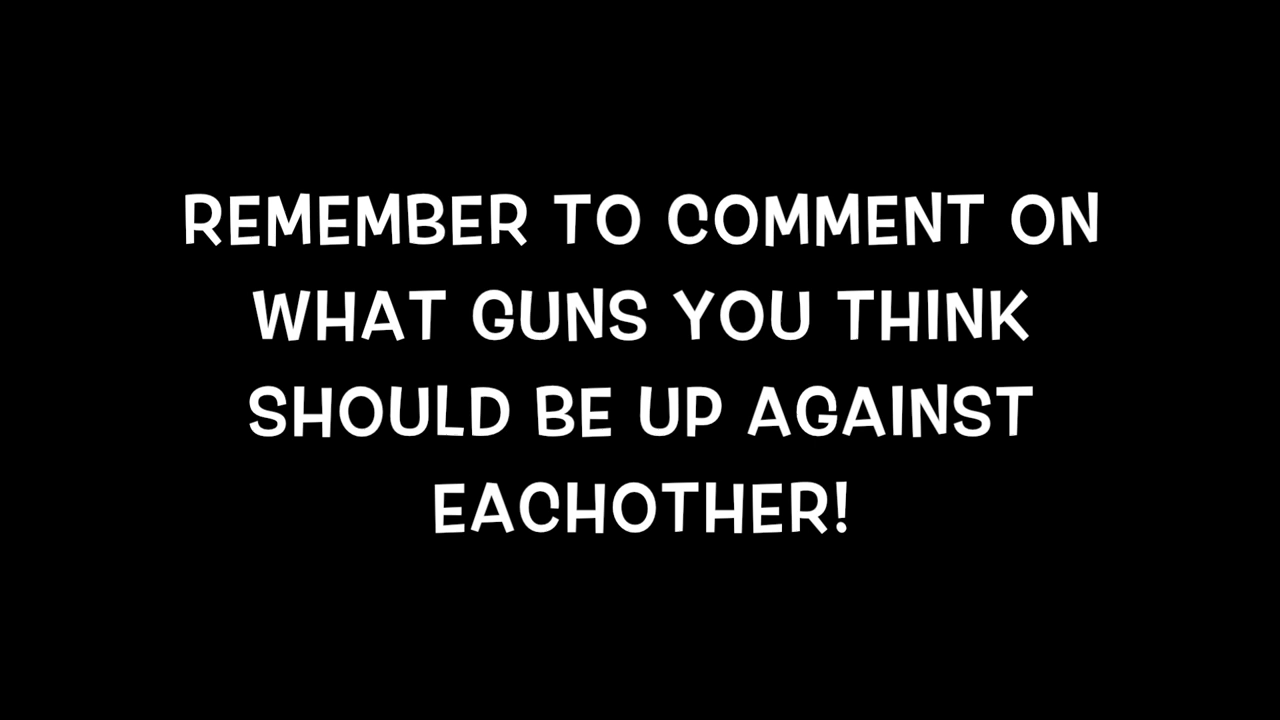 REMEMBER TO COMMENT ON
WHAT GUNS YOU THINK
SHOULD BE UP AGAINST
EACHOTHER!